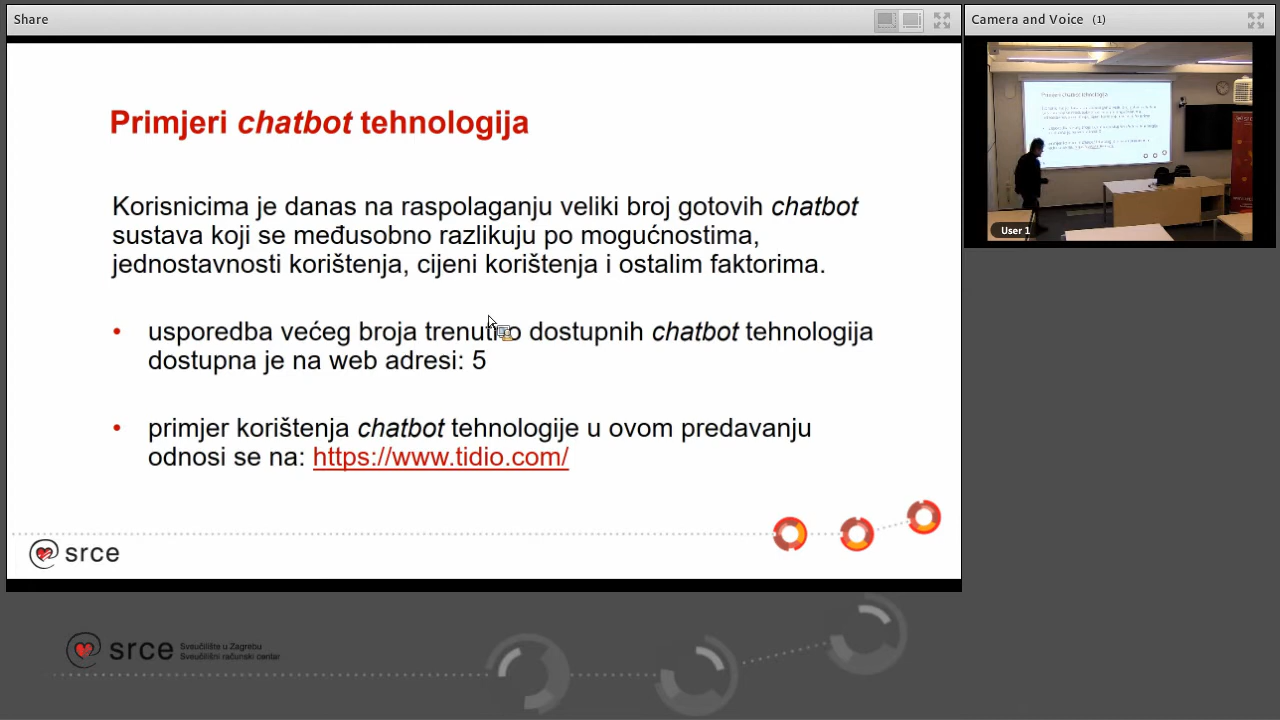 Share
Camera and Voice (1)
Primjeri chatbot tehnologija
Korisnicima je danas na raspolaganju veliki broj gotovih chatbot
sustava koji se međusobno razlikuju po mogućnostima,
jednostavnosti korištenja, cijeni korištenja i ostalim faktorima.
• usporedba većeg broja trenutno dostupnih chatbot tehnologija
dostupna je na web adresi: 5
• primjer korištenja chatbot tehnologije u ovom predavanju
odnosi se na: https://www.tidio.com/
srce
User 1
srce
Sveučilište u Zagrebu
Sveučilišni računski centar